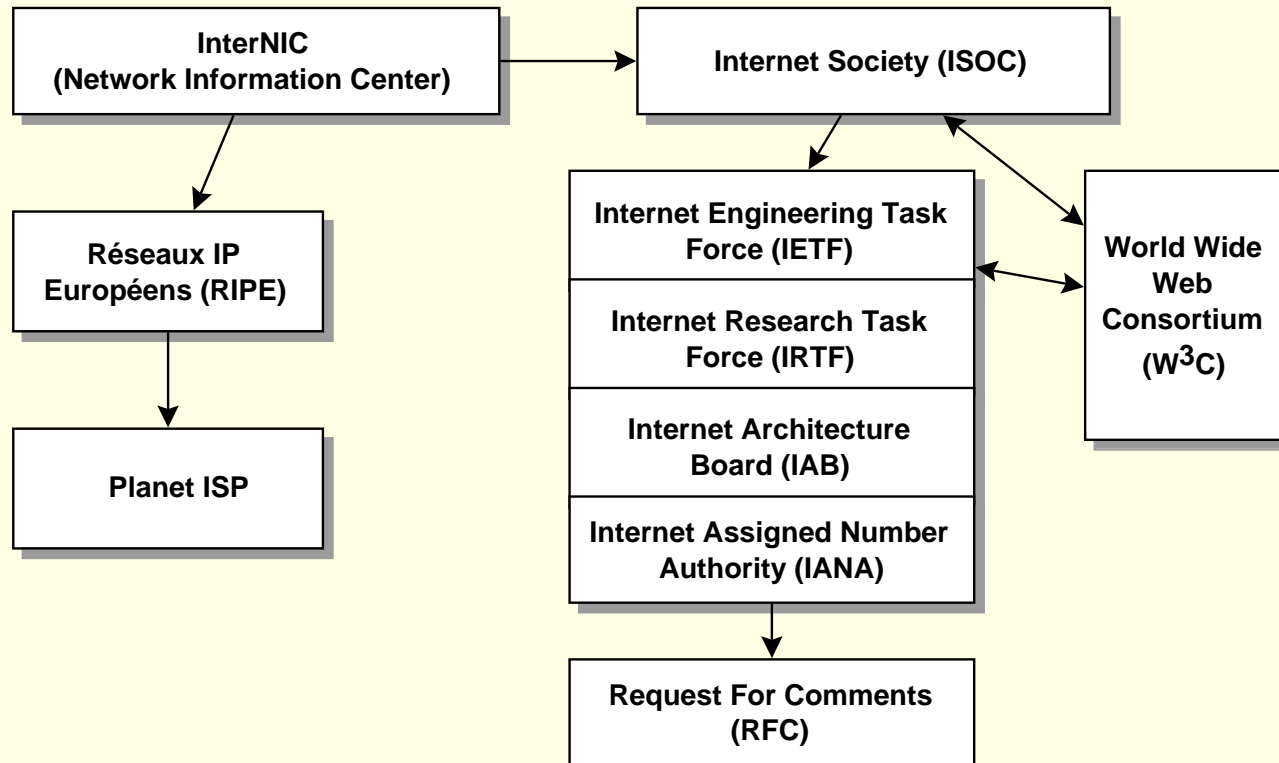 InterNIC
(Network Information Center)
Internet Society (ISOC)
Réseaux IP
Européens (RIPE)
Planet ISP
Internet Engineering Task
Force (IETF)
Internet Research Task
Force (IRTF)
Internet Architecture
Board (IAB)
Internet Assigned Number
Authority (IANA)
Request For Comments
(RFC)
World Wide
Web
Consortium
(W³C)